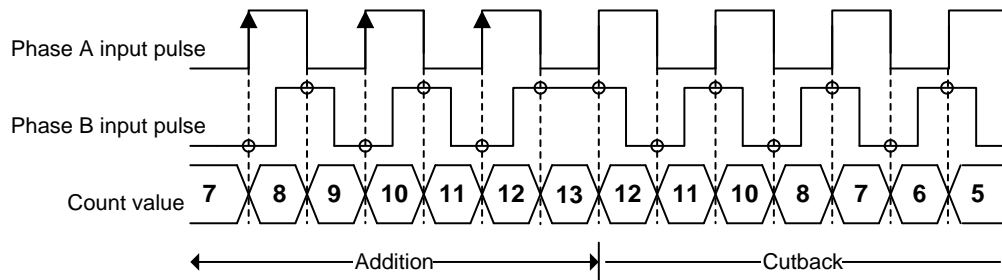 Phase A input pulse
Phase B input pulse
Count value 7 8 9 10 11 12 13 12 11 10 8 7 6 5
Addition Cutback